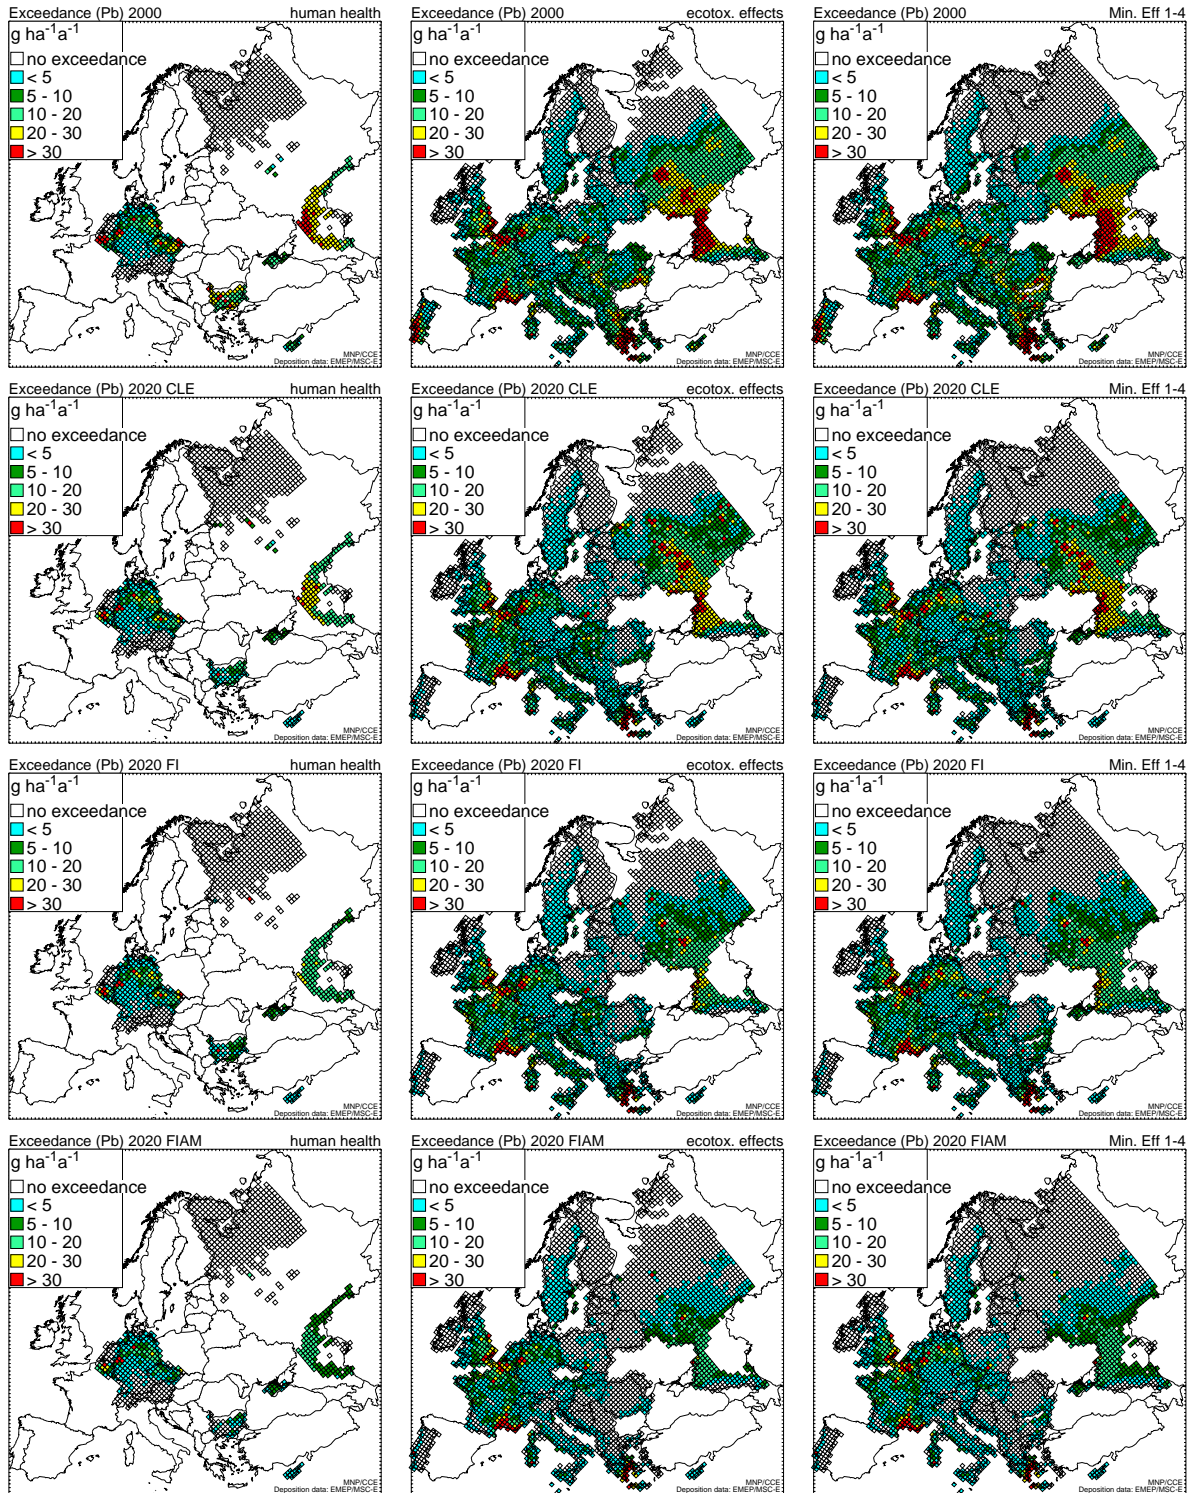 Exceedance (Pb) 2000 human health
g ha⁻¹a⁻¹
no exceedance
< 5
5 - 10
10 - 20
20 - 30
> 30
MNP/CCE
Deposition data: EMEP/MSC-E
Exceedance (Pb) 2000 ecotox. effects
g ha⁻¹a⁻¹
no exceedance
< 5
5 - 10
10 - 20
20 - 30
> 30
MNP/CCE
Deposition data: EMEP/MSC-E
Exceedance (Pb) 2000 Min. Eff 1-4
g ha⁻¹a⁻¹
no exceedance
< 5
5 - 10
10 - 20
20 - 30
> 30
MNP/CCE
Deposition data: EMEP/MSC-E
Exceedance (Pb) 2020 CLE human health
g ha⁻¹a⁻¹
no exceedance
< 5
5 - 10
10 - 20
20 - 30
> 30
MNP/CCE
Deposition data: EMEP/MSC-E
Exceedance (Pb) 2020 CLE ecotox. effects
g ha⁻¹a⁻¹
no exceedance
< 5
5 - 10
10 - 20
20 - 30
> 30
MNP/CCE
Deposition data: EMEP/MSC-E
Exceedance (Pb) 2020 CLE Min. Eff 1-4
g ha⁻¹a⁻¹
no exceedance
< 5
5 - 10
10 - 20
20 - 30
> 30
MNP/CCE
Deposition data: EMEP/MSC-E
Exceedance (Pb) 2020 FI human health
g ha⁻¹a⁻¹
no exceedance
< 5
5 - 10
10 - 20
20 - 30
> 30
MNP/CCE
Deposition data: EMEP/MSC-E
Exceedance (Pb) 2020 FI ecotox. effects
g ha⁻¹a⁻¹
no exceedance
< 5
5 - 10
10 - 20
20 - 30
> 30
MNP/CCE
Deposition data: EMEP/MSC-E
Exceedance (Pb) 2020 FI Min. Eff 1-4
g ha⁻¹a⁻¹
no exceedance
< 5
5 - 10
10 - 20
20 - 30
> 30
MNP/CCE
Deposition data: EMEP/MSC-E
Exceedance (Pb) 2020 FIAM human health
g ha⁻¹a⁻¹
no exceedance
< 5
5 - 10
10 - 20
20 - 30
> 30
MNP/CCE
Deposition data: EMEP/MSC-E
Exceedance (Pb) 2020 FIAM ecotox. effects
g ha⁻¹a⁻¹
no exceedance
< 5
5 - 10
10 - 20
20 - 30
> 30
MNP/CCE
Deposition data: EMEP/MSC-E
Exceedance (Pb) 2020 FIAM Min. Eff 1-4
g ha⁻¹a⁻¹
no exceedance
< 5
5 - 10
10 - 20
20 - 30
> 30
MNP/CCE
Deposition data: EMEP/MSC-E